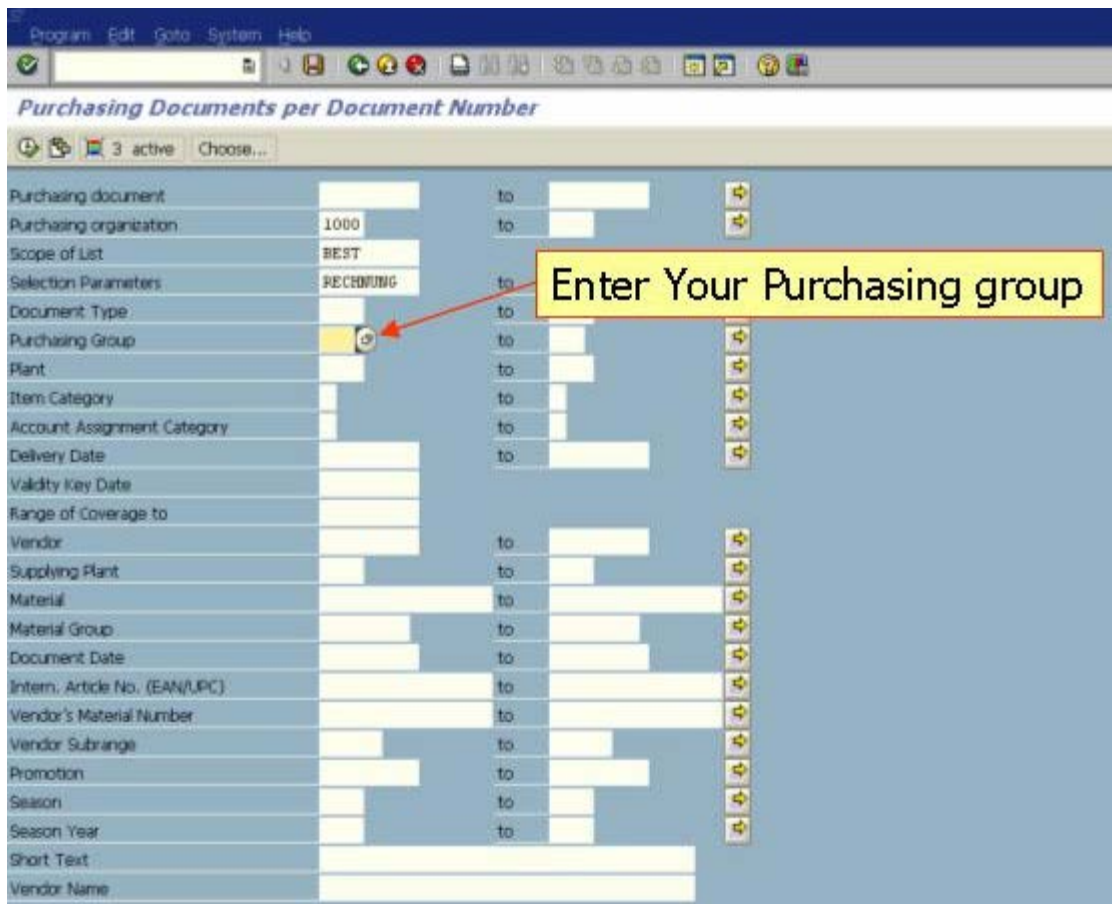 Program Edit Goto System Help
Purchasing Documents per Document Number
3 active Choose...
Purchasing document to
Purchasing organization 1000 to
Scope of List BEST
Selection Parameters RECHNUNG to
Enter Your Purchasing group
Document Type to
Purchasing Group to
Plant to
Item Category to
Account Assignment Category to
Delivery Date to
Validity Key Date
Range of Coverage to
Vendor to
Supplying Plant to
Material to
Material Group to
Document Date to
Intern. Article No. (EAN/UPC) to
Vendor's Material Number to
Vendor Subrange to
Promotion to
Season to
Season Year to
Short Text
Vendor Name